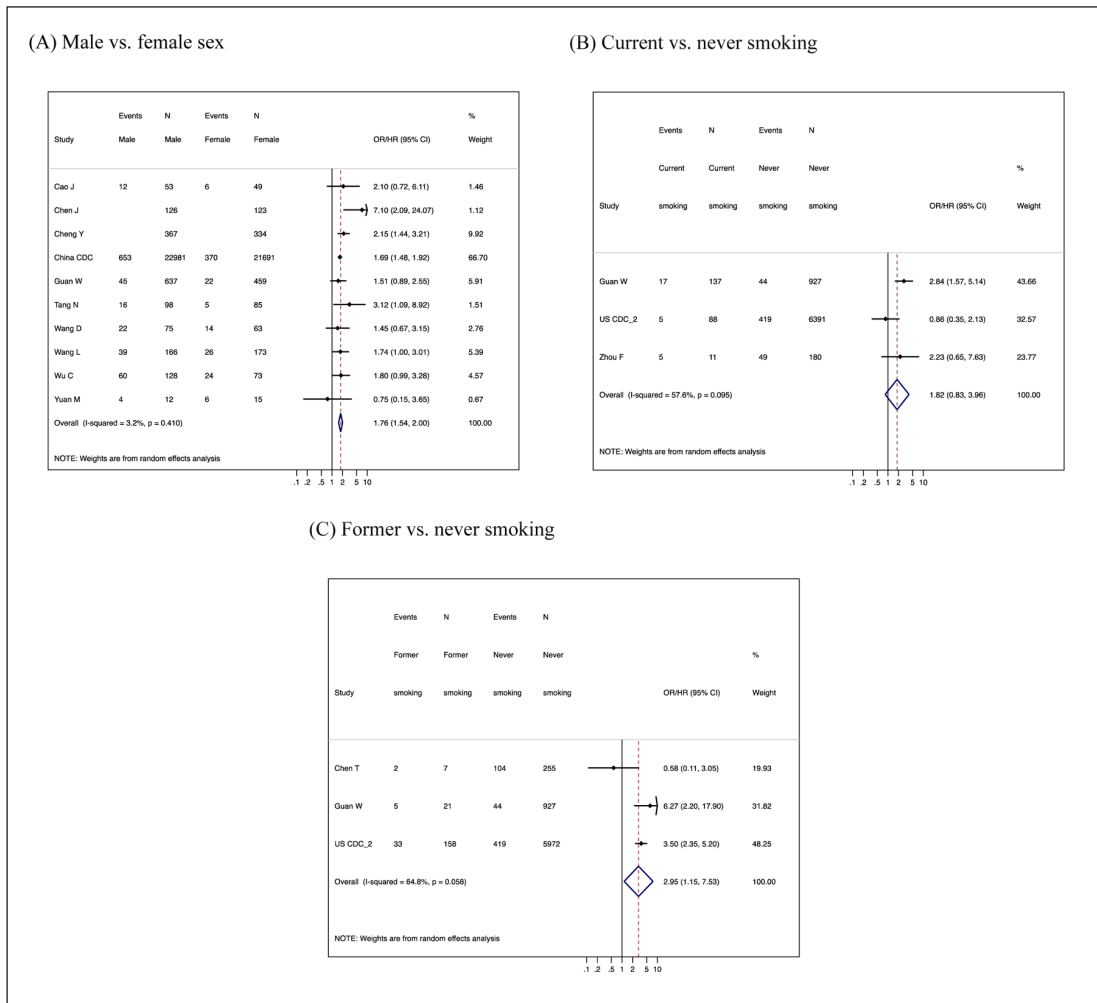 (A) Male vs. female sex
Events N Events N %
Study Male Male Female Female OR/HR (95% CI) Weight
Cao J 12 53 6 49 2.10 (0.72, 6.11) 1.46
Chen J 126 123 7.10 (2.09, 24.07) 1.12
Cheng Y 367 334 2.15 (1.44, 3.21) 9.92
China CDC 653 22981 370 21691 1.69 (1.48, 1.92) 66.70
Guan W 45 637 22 459 1.51 (0.89, 2.55) 5.91
Tang N 16 98 5 85 3.12 (1.09, 8.92) 1.51
Wang D 22 75 14 63 1.45 (0.67, 3.15) 2.76
Wang L 39 166 26 173 1.74 (1.00, 3.01) 5.39
Wu C 60 128 24 73 1.80 (0.99, 3.28) 4.57
Yuan M 4 12 6 15 0.75 (0.15, 3.65) 0.67
Overall (I-squared = 3.2%, p = 0.410) 1.76 (1.54, 2.00) 100.00
NOTE: Weights are from random effects analysis
.1 .2 .5 1 2 5 10
(B) Current vs. never smoking
Events N Events N
Current Current Never Never %
Study smoking smoking smoking smoking OR/HR (95% CI) Weight
Guan W 17 137 44 927 2.84 (1.57, 5.14) 43.66
US CDC_2 5 88 419 6391 0.86 (0.35, 2.13) 32.57
Zhou F 5 11 49 180 2.23 (0.65, 7.63) 23.77
Overall (I-squared = 57.6%, p = 0.095) 1.82 (0.83, 3.96) 100.00
NOTE: Weights are from random effects analysis
.1 .2 .5 1 2 5 10
(C) Former vs. never smoking
Events N Events N
Former Former Never Never %
Study smoking smoking smoking smoking OR/HR (95% CI) Weight
Chen T 2 7 104 255 0.58 (0.11, 3.05) 19.93
Guan W 5 21 44 927 6.27 (2.20, 17.90) 31.82
US CDC_2 33 158 419 5972 3.50 (2.35, 5.20) 48.25
Overall (I-squared = 64.8%, p = 0.058) 2.95 (1.15, 7.53) 100.00
NOTE: Weights are from random effects analysis
.1 .2 .5 1 2 5 10